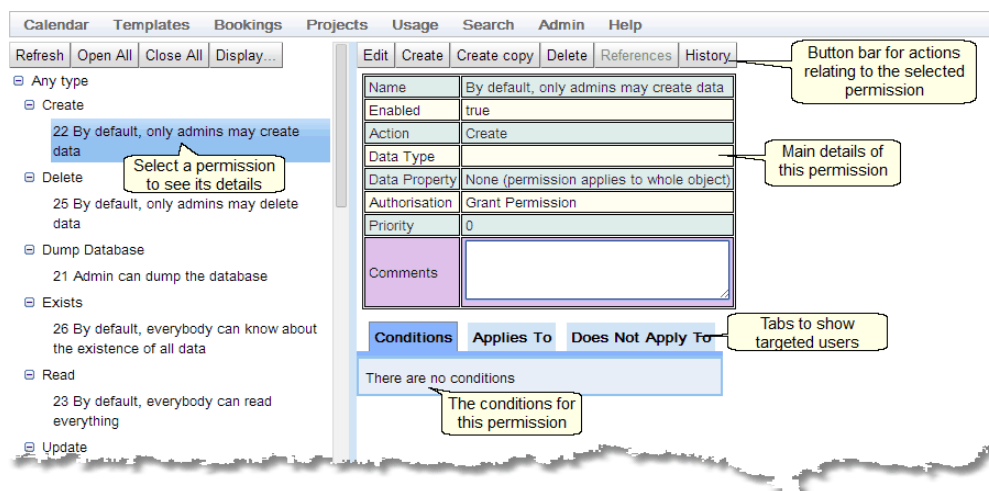 Calendar Templates Bookings Projects Usage Search Admin Help
Refresh Open All Close All Display...
Any type
Create
22 By default, only admins may create
data
Select a permission
to see its details
Delete
25 By default, only admins may delete
data
Dump Database
21 Admin can dump the database
Exists
26 By default, everybody can know about
the existence of all data
Read
23 By default, everybody can read
everything
Update
Edit Create Create copy Delete References History
Button bar for actions
relating to the selected
permission
Name By default, only admins may create data
Enabled true
Action Create
Data Type
Data Property None (permission applies to whole object)
Authorisation Grant Permission
Priority 0
Comments
Main details of
this permission
Conditions Applies To Does Not Apply To
Tabs to show
targeted users
There are no conditions
The conditions for
this permission